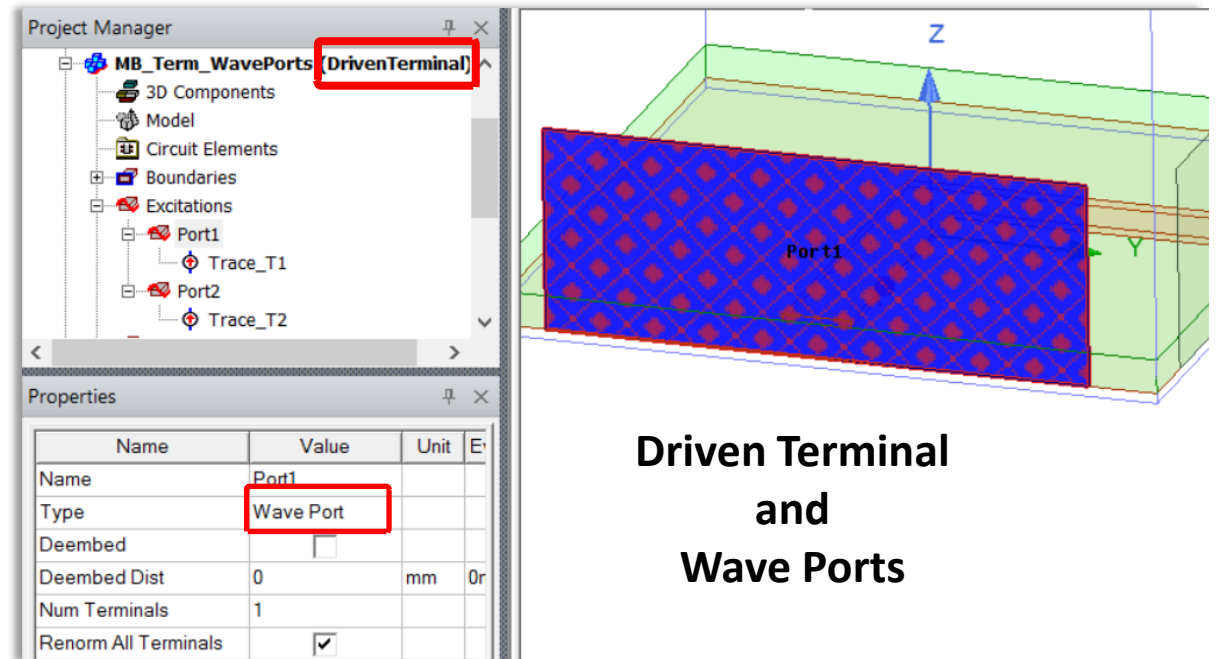 Project Manager
MB_Term_WavePorts (DrivenTerminal)
3D Components
Model
Circuit Elements
Boundaries
Excitations
Port1
Trace_T1
Port2
Trace_T2
Properties
Name Value Unit
Name Port1
Type Wave Port
Deembed
Deembed Dist 0 mm
Num Terminals 1
Renorm All Terminals
Z
Port1
Y
Driven Terminal
and
Wave Ports